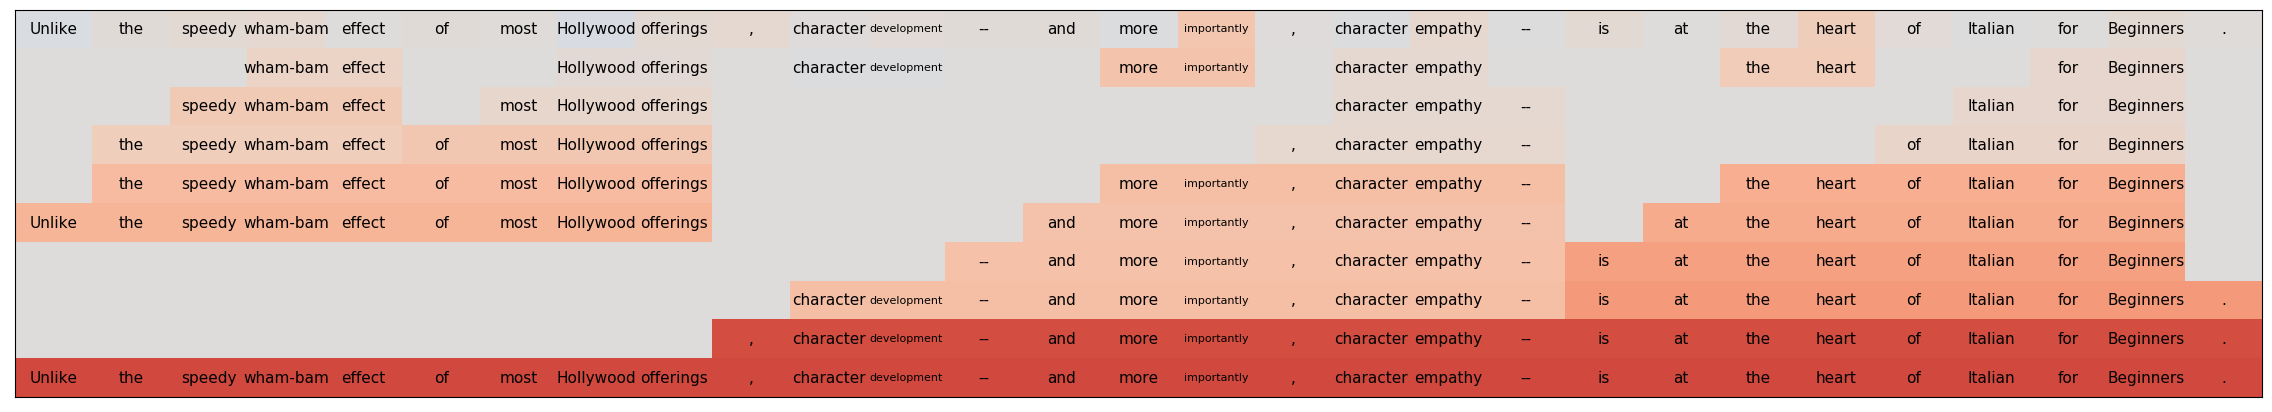 Unlike the speedy wham-bam effect of most Hollywood offerings , character development -- and more importantly , character empathy -- is at the heart of Italian for Beginners .
wham-bam effect Hollywood offerings character development more importantly character empathy the heart for Beginners
speedy wham-bam effect most Hollywood offerings character empathy -- Italian for Beginners
the speedy wham-bam effect of most Hollywood offerings , character empathy -- of Italian for Beginners
the speedy wham-bam effect of most Hollywood offerings more importantly , character empathy -- the heart of Italian for Beginners
Unlike the speedy wham-bam effect of most Hollywood offerings and more importantly , character empathy -- at the heart of Italian for Beginners
-- and more importantly , character empathy -- is at the heart of Italian for Beginners
character development -- and more importantly , character empathy -- is at the heart of Italian for Beginners .
, character development -- and more importantly , character empathy -- is at the heart of Italian for Beginners .
Unlike the speedy wham-bam effect of most Hollywood offerings , character development -- and more importantly , character empathy -- is at the heart of Italian for Beginners .